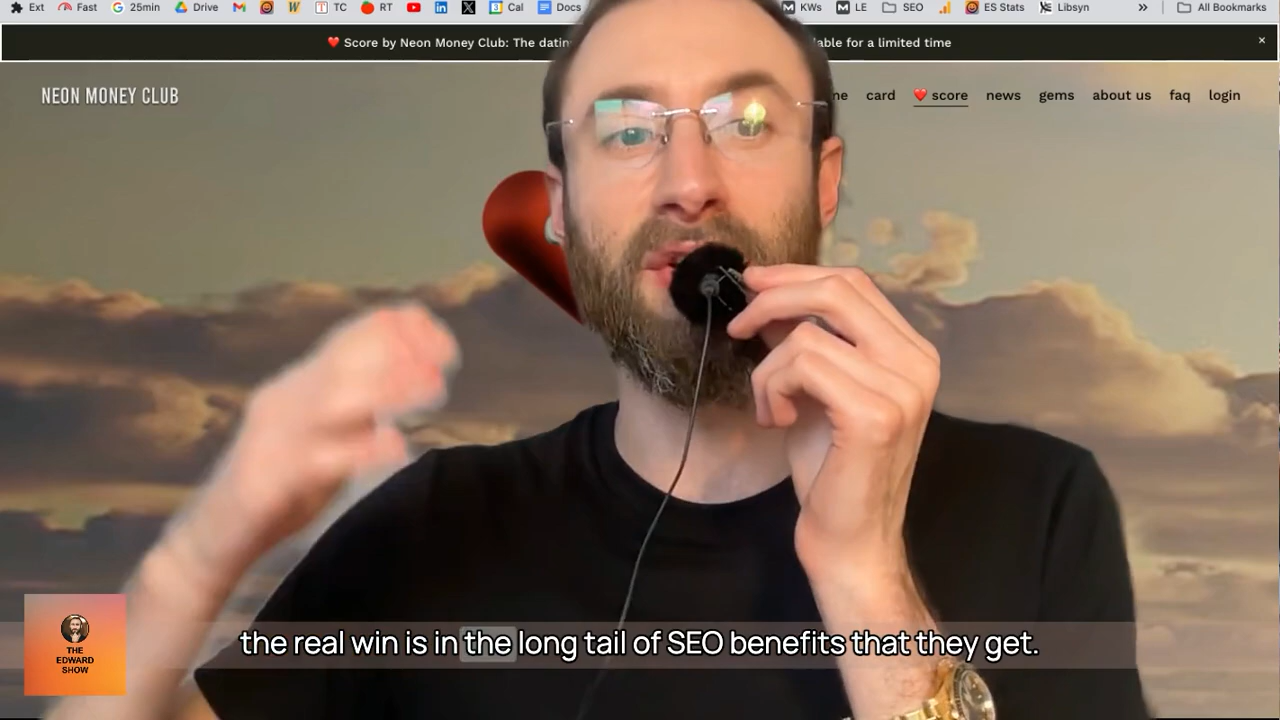 Ext Fast 25min Drive TC RT Cal Docs KWs LE SEO ES Stats Libsyn » All Bookmarks
❤️ Score by Neon Money Club: The datin
able for a limited time ×
NEON MONEY CLUB
ne card ❤️ score news gems about us faq login
the real win is in the long tail of SEO benefits that they get.
THE
EDWARD
SHOW